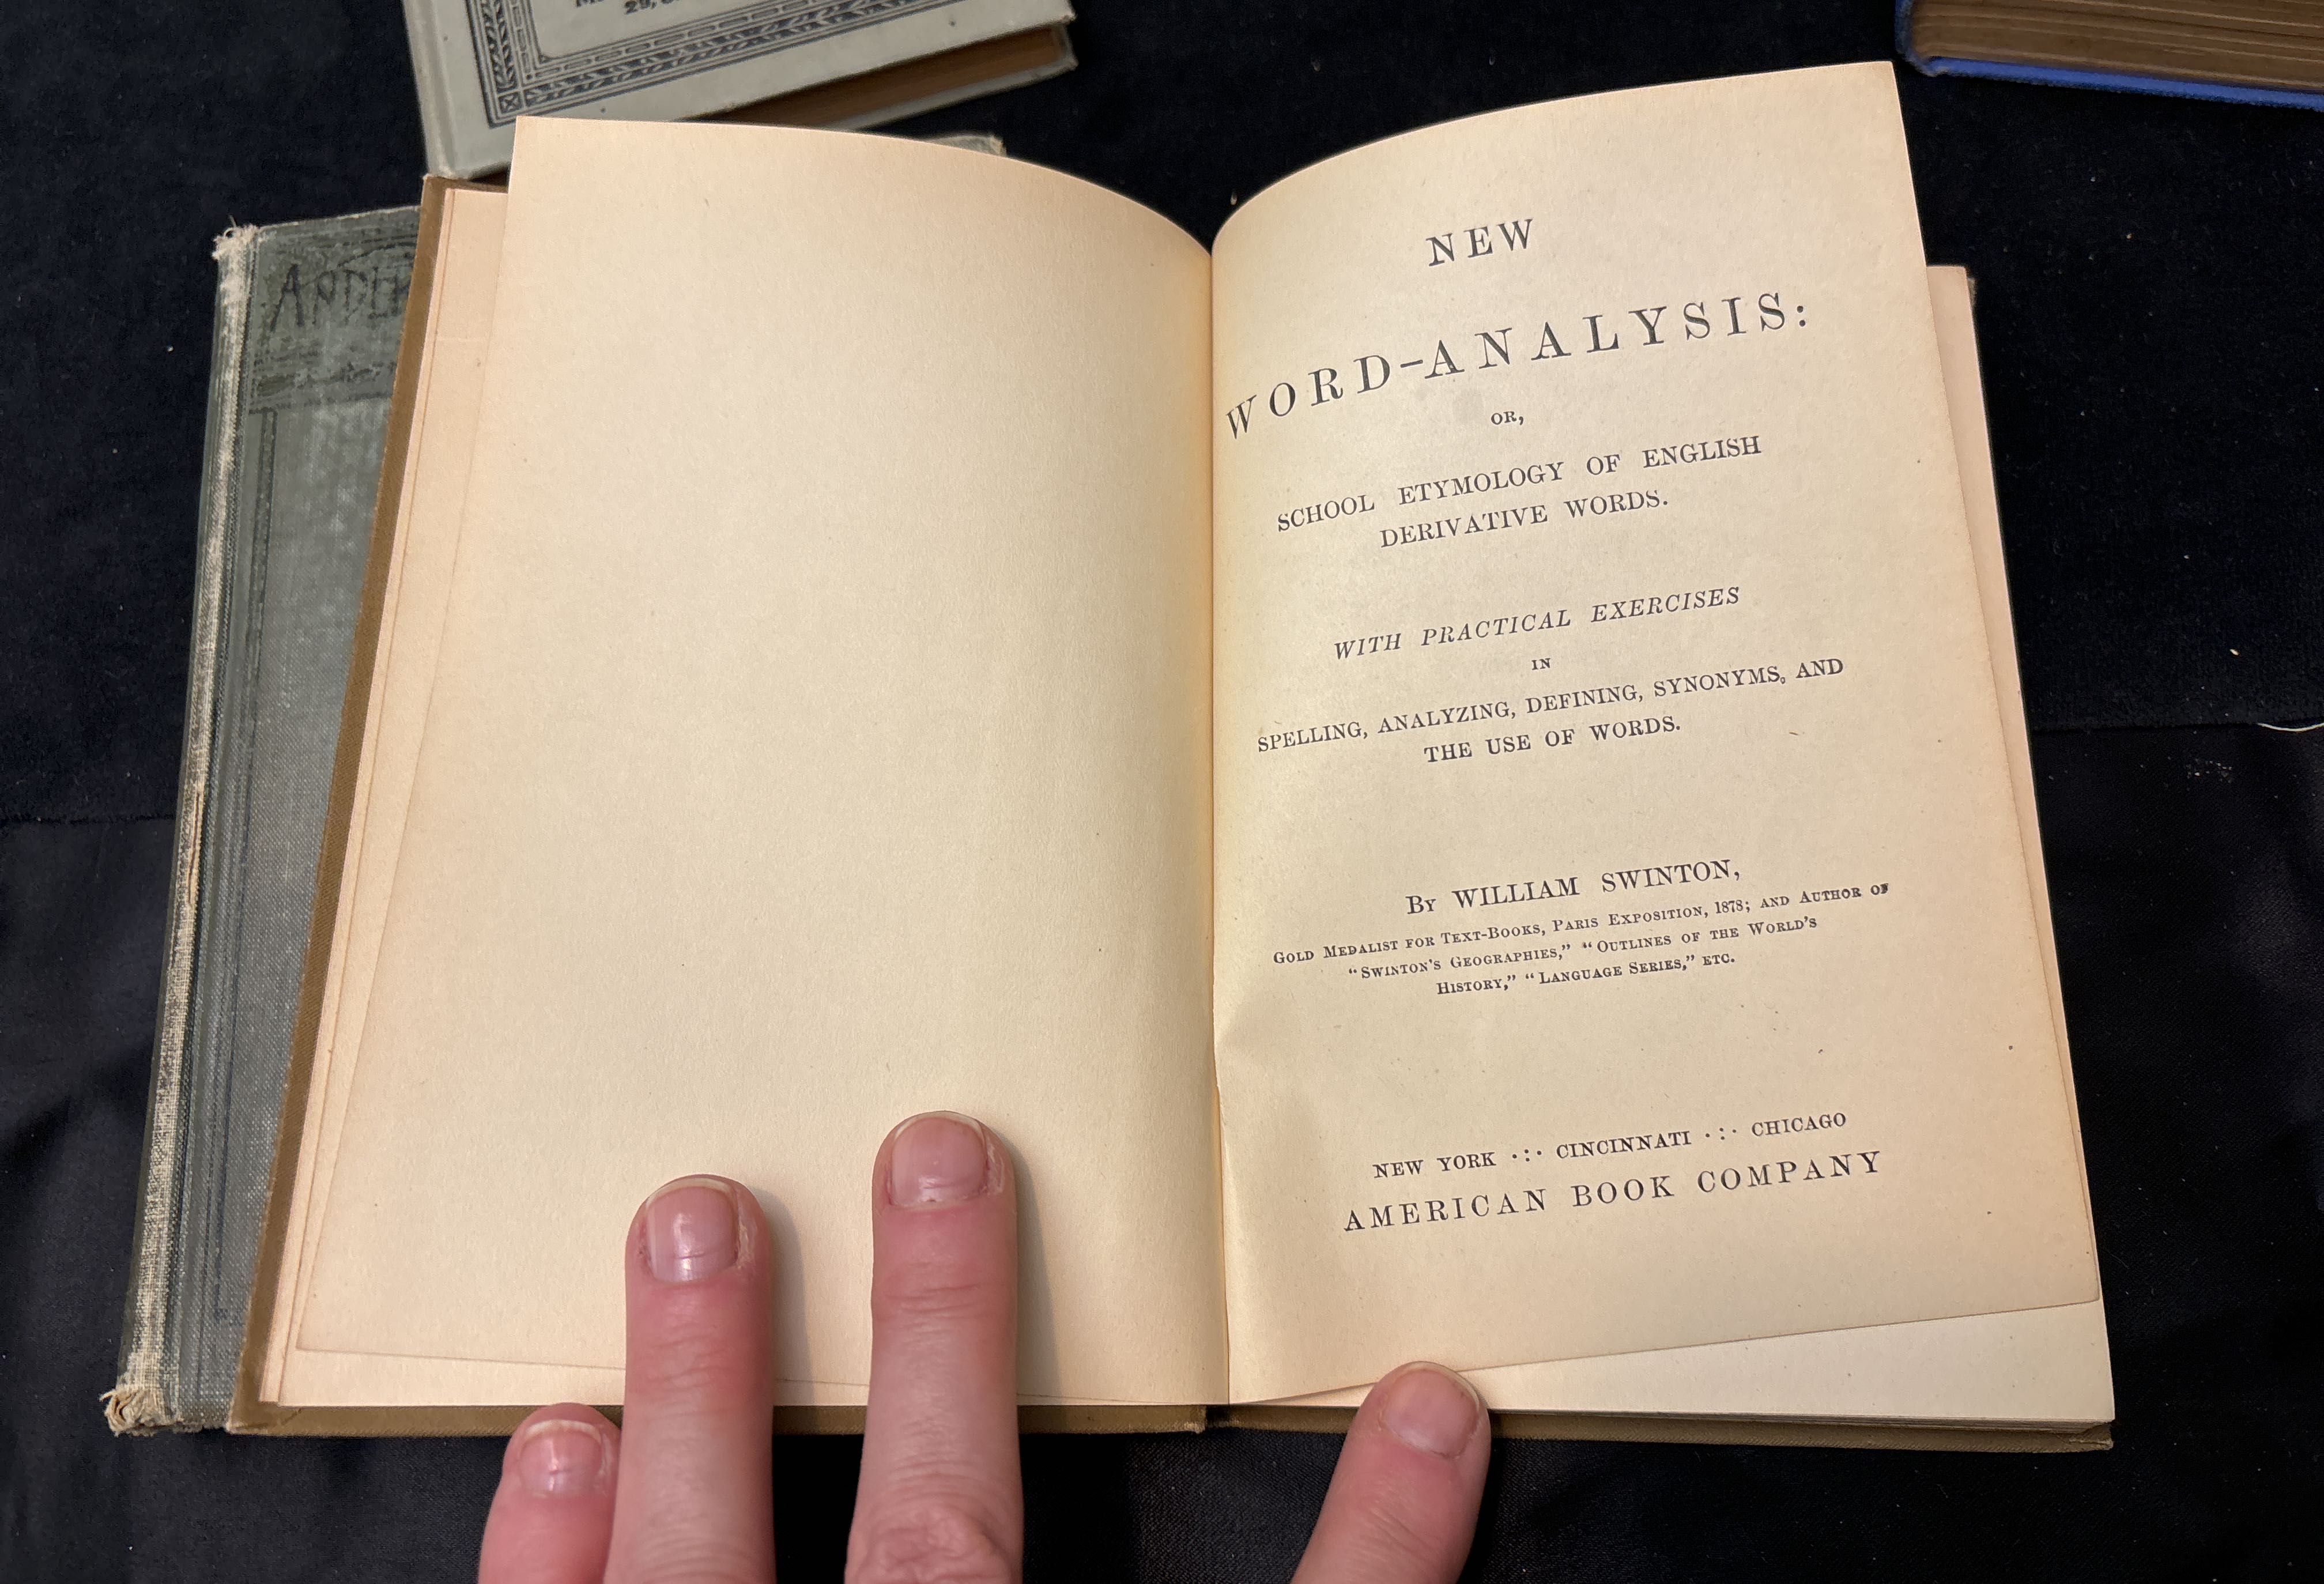 29,
NEW
WORD-ANALYSIS:
OR,
SCHOOL ETYMOLOGY OF ENGLISH
DERIVATIVE WORDS.
WITH PRACTICAL EXERCISES
IN
SPELLING, ANALYZING, DEFINING, SYNONYMS, AND
THE USE OF WORDS.
BY WILLIAM SWINTON,
GOLD MEDALIST FOR TEXT-BOOKS, PARIS EXPOSITION, 1878; AND AUTHOR OF
"SWINTON'S GEOGRAPHIES," "OUTLINES OF THE WORLD'S
HISTORY," "LANGUAGE SERIES," ETC.
NEW YORK ·:· CINCINNATI ·:· CHICAGO
AMERICAN BOOK COMPANY